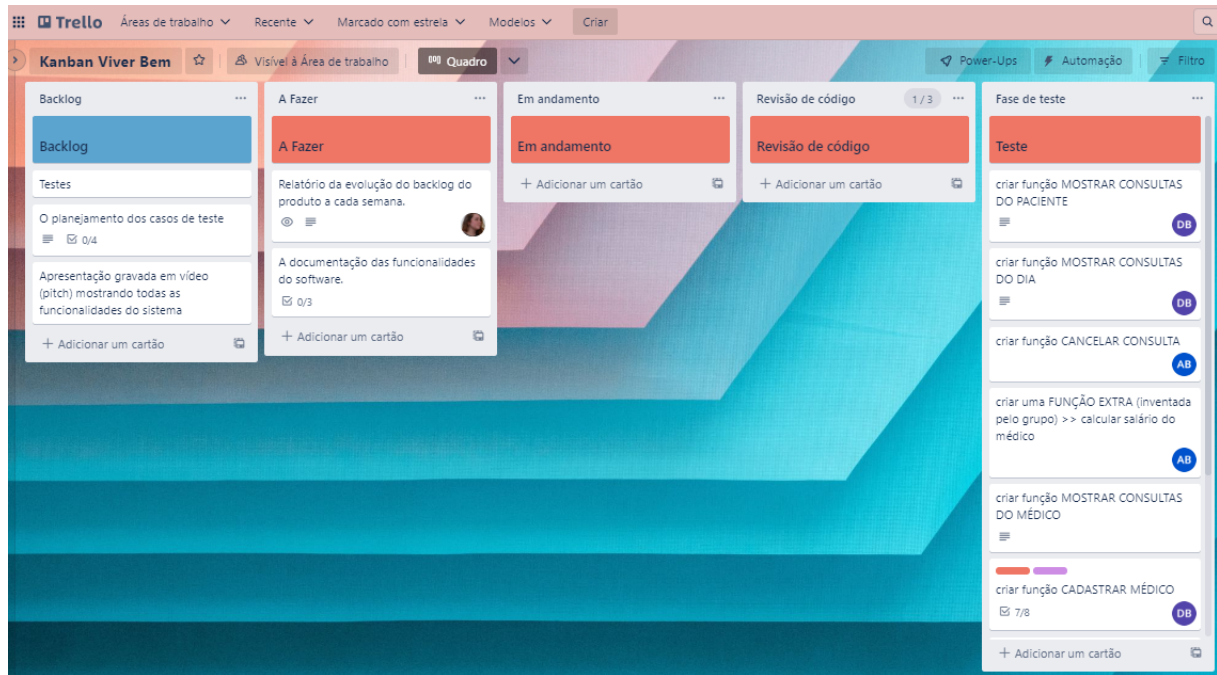 Trello Áreas de trabalho Recente Marcado com estrela Modelos Criar
Kanban Viver Bem Visível à Área de trabalho Quadro Power-Ups Automação Filtro
Backlog
Backlog
Testes
O planejamento dos casos de teste
0/4
Apresentação gravada em vídeo
(pitch) mostrando todas as
funcionalidades do sistema
+ Adicionar um cartão
A Fazer
A Fazer
Relatório da evolução do backlog do
produto a cada semana.
A documentação das funcionalidades
do software.
0/3
+ Adicionar um cartão
Em andamento
Em andamento
+ Adicionar um cartão
Revisão de código 1/3
Revisão de código
+ Adicionar um cartão
Fase de teste
Teste
criar função MOSTRAR CONSULTAS
DO PACIENTE
DB
criar função MOSTRAR CONSULTAS
DO DIA
DB
criar função CANCELAR CONSULTA
AB
criar uma FUNÇÃO EXTRA (inventada
pelo grupo) >> calcular salário do
médico
AB
criar função MOSTRAR CONSULTAS
DO MÉDICO
criar função CADASTRAR MÉDICO
7/8 DB
+ Adicionar um cartão